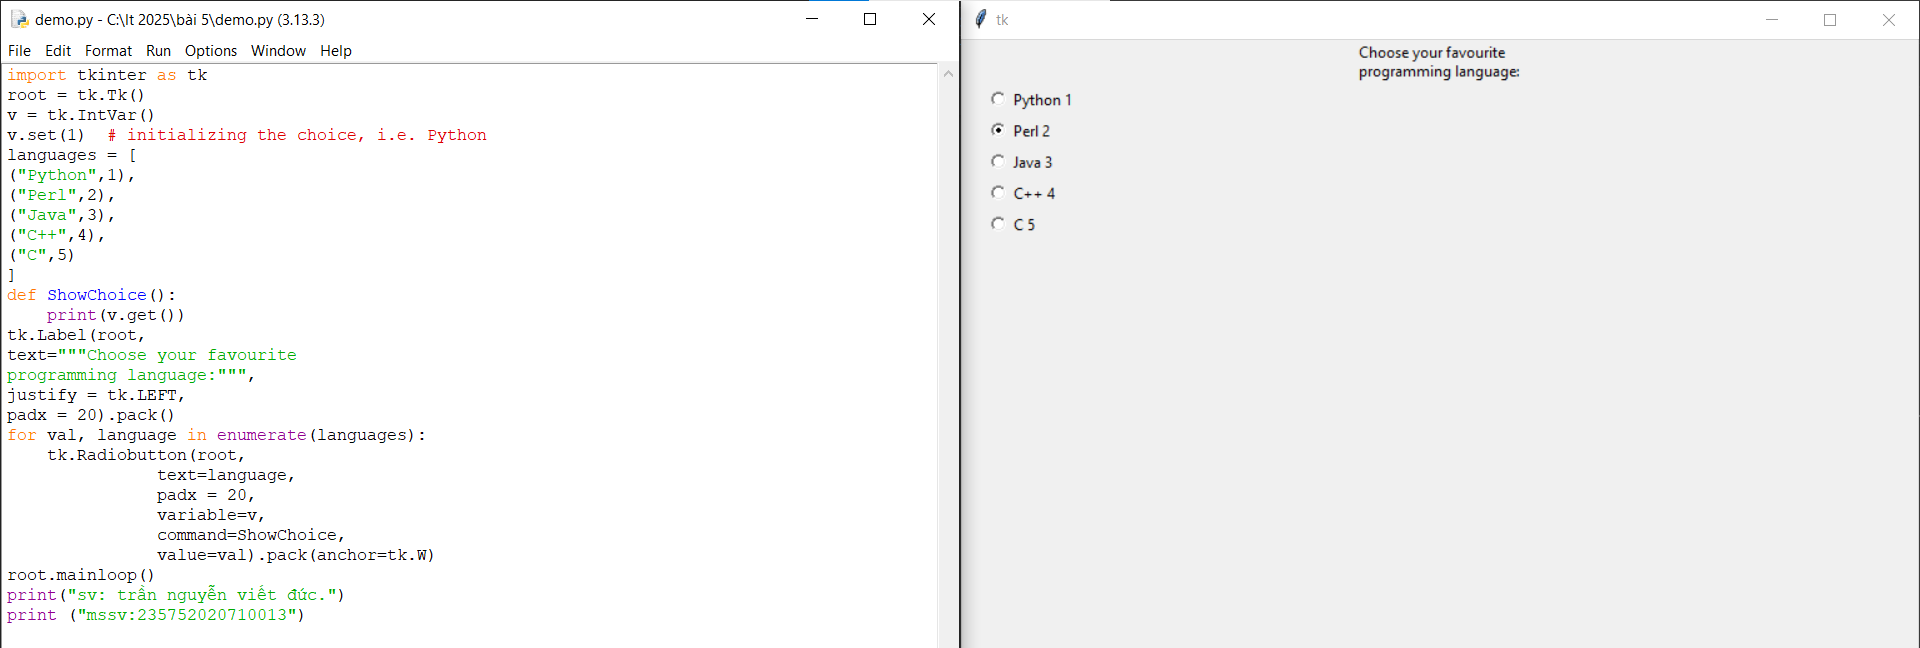 demo.py - C:\lt 2025\bài 5\demo.py (3.13.3)
File Edit Format Run Options Window Help
import tkinter as tk
root = tk.Tk()
v = tk.IntVar()
v.set(1)  # initializing the choice, i.e. Python
languages = [
("Python",1),
("Perl",2),
("Java",3),
("C++",4),
("C",5)
]
def ShowChoice():
    print(v.get())
tk.Label(root,
text="""Choose your favourite
programming language:""",
justify = tk.LEFT,
padx = 20).pack()
for val, language in enumerate(languages):
    tk.Radiobutton(root,
               text=language,
               padx = 20,
               variable=v,
               command=ShowChoice,
               value=val).pack(anchor=tk.W)
root.mainloop()
print("sv: trần nguyễn viết đức.")
print ("mssv:235752020710013")
tk
Choose your favourite
programming language:
Python 1
Perl 2
Java 3
C++ 4
C 5